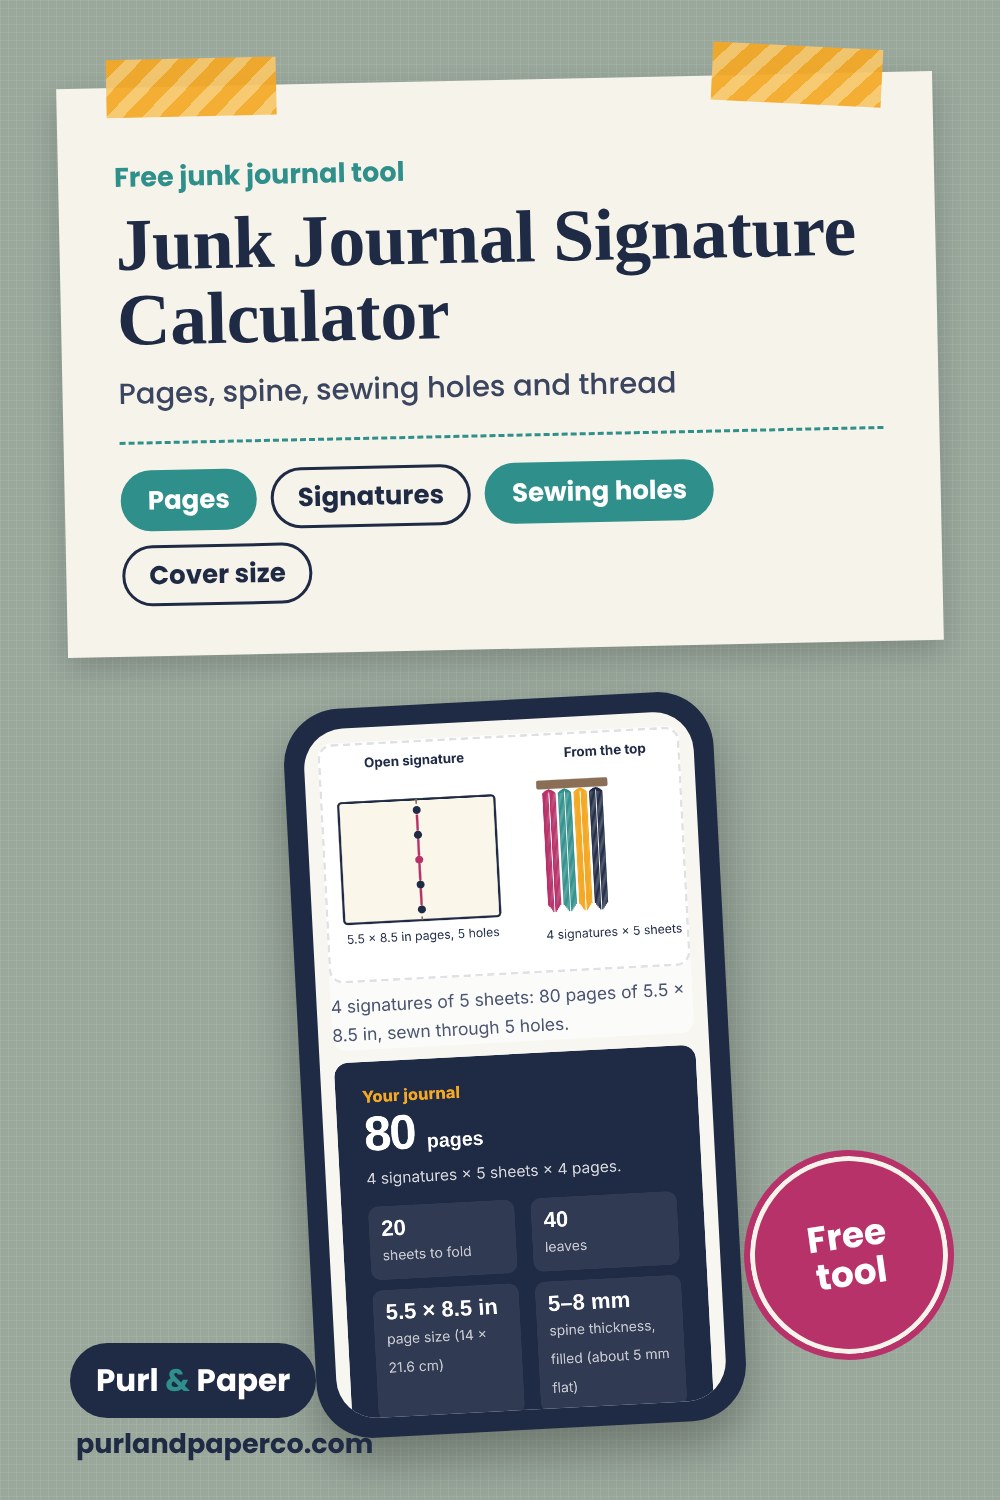 Free junk journal tool
Junk Journal Signature
Calculator
Pages, spine, sewing holes and thread
Pages
Signatures
Sewing holes
Cover size
Open signature
From the top
5.5 × 8.5 in pages, 5 holes
4 signatures × 5 sheets
4 signatures of 5 sheets: 80 pages of 5.5 ×
8.5 in, sewn through 5 holes.
Your journal
80 pages
4 signatures × 5 sheets × 4 pages.
20
sheets to fold
40
leaves
5.5 × 8.5 in
page size (14 ×
21.6 cm)
5–8 mm
spine thickness,
filled (about 5 mm
flat)
Free
tool
Purl & Paper
purlandpaperco.com